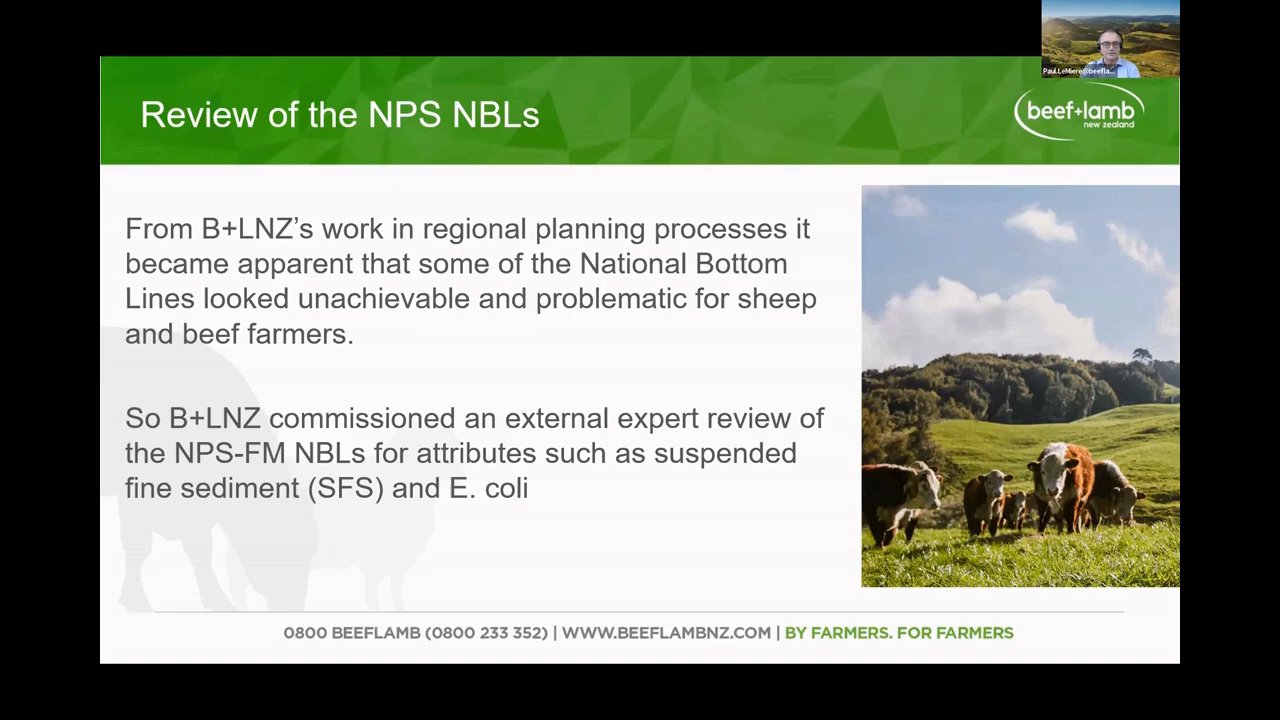 Paul.LeMiere@beefla...
Review of the NPS NBLs
beef+lamb
new zealand
From B+LNZ’s work in regional planning processes it
became apparent that some of the National Bottom
Lines looked unachievable and problematic for sheep
and beef farmers.
So B+LNZ commissioned an external expert review of
the NPS-FM NBLs for attributes such as suspended
fine sediment (SFS) and E. coli
0800 BEEFLAMB (0800 233 352) | WWW.BEEFLAMBNZ.COM | BY FARMERS. FOR FARMERS